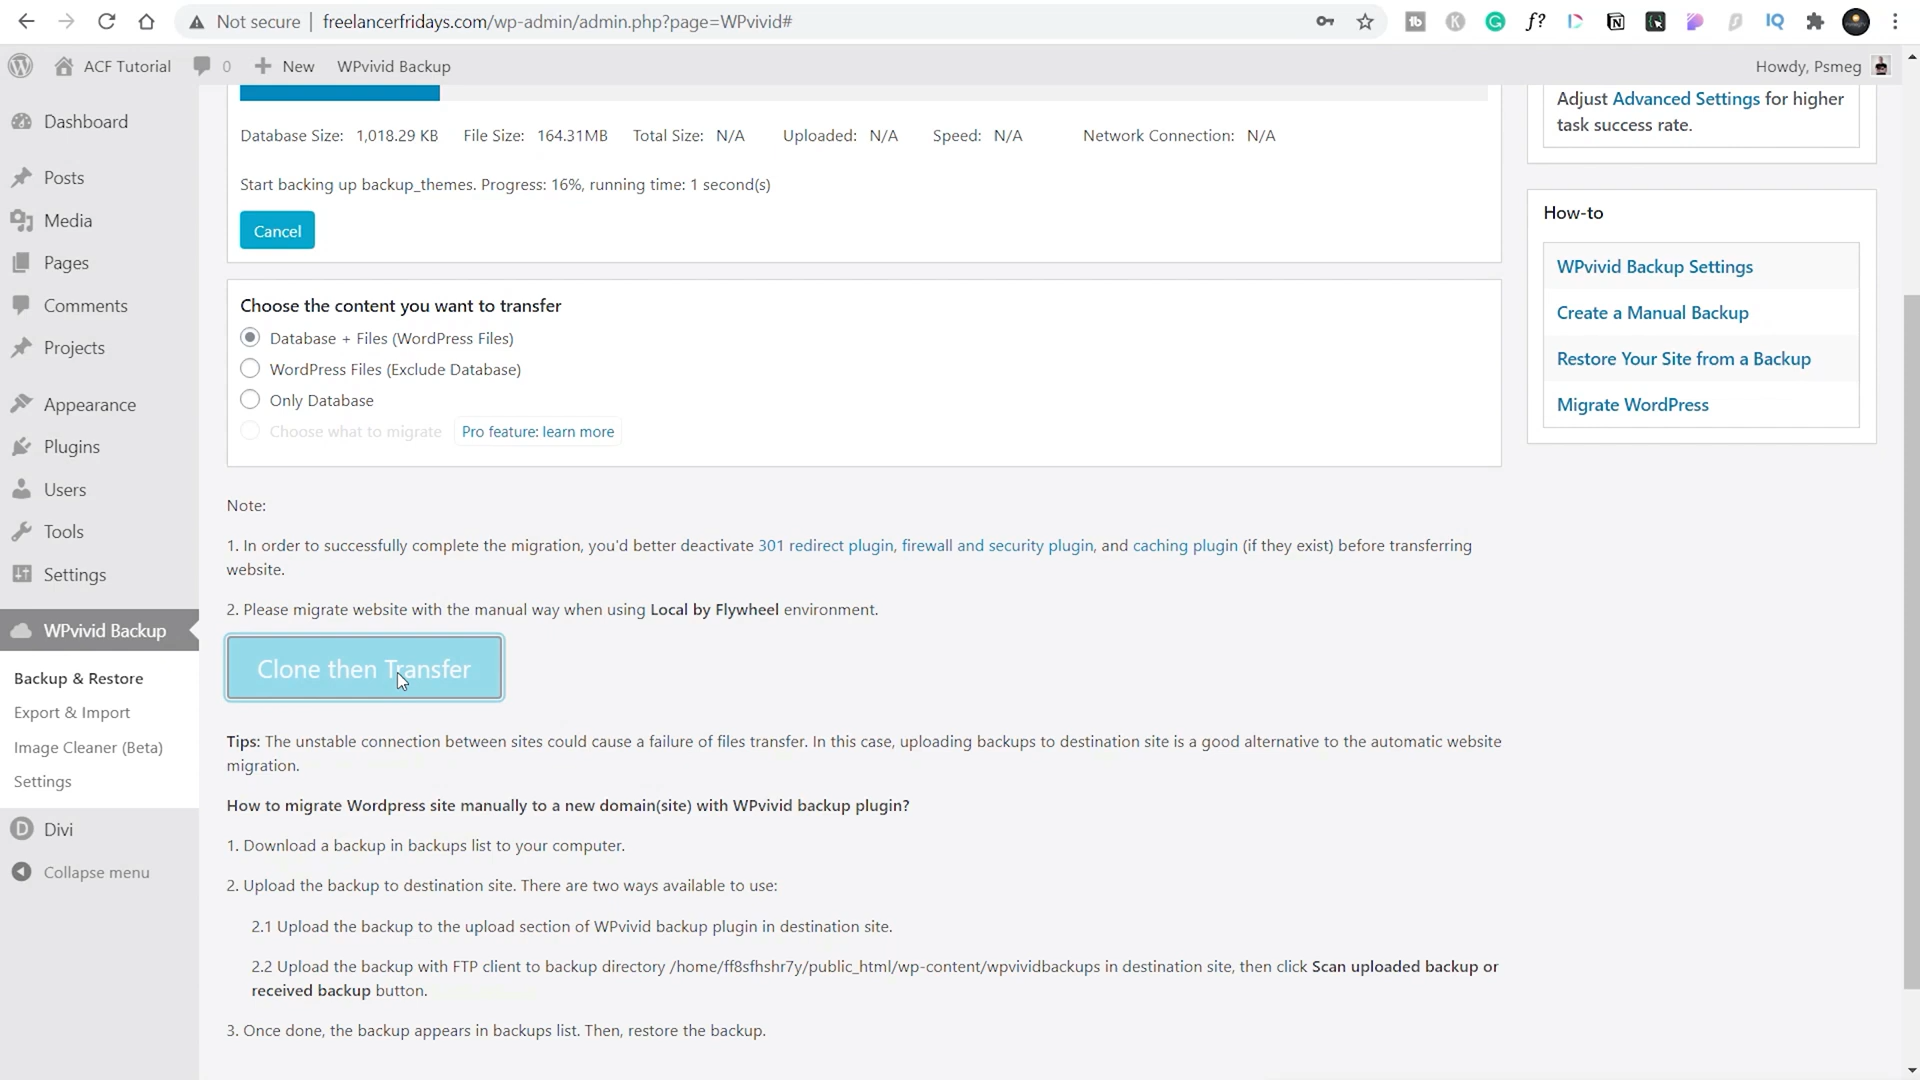 Not secure | freelancerfridays.com/wp-admin/admin.php?page=WPvivid#
ACF Tutorial 0 New WPvivid Backup Howdy, Psmeg
Dashboard
Posts
Media
Pages
Comments
Projects
Appearance
Plugins
Users
Tools
Settings
WPvivid Backup
Backup & Restore
Export & Import
Image Cleaner (Beta)
Settings
Divi
Collapse menu
Database Size: 1,018.29 KB File Size: 164.31MB Total Size: N/A Uploaded: N/A Speed: N/A Network Connection: N/A
Start backing up backup_themes. Progress: 16%, running time: 1 second(s)
Cancel
Choose the content you want to transfer
Database + Files (WordPress Files)
WordPress Files (Exclude Database)
Only Database
Choose what to migrate Pro feature: learn more
Note:
1. In order to successfully complete the migration, you'd better deactivate 301 redirect plugin, firewall and security plugin, and caching plugin (if they exist) before transferring
website.
2. Please migrate website with the manual way when using Local by Flywheel environment.
Clone then Transfer
Tips: The unstable connection between sites could cause a failure of files transfer. In this case, uploading backups to destination site is a good alternative to the automatic website
migration.
How to migrate Wordpress site manually to a new domain(site) with WPvivid backup plugin?
1. Download a backup in backups list to your computer.
2. Upload the backup to destination site. There are two ways available to use:
2.1 Upload the backup to the upload section of WPvivid backup plugin in destination site.
2.2 Upload the backup with FTP client to backup directory /home/ff8sfhshr7y/public_html/wp-content/wpvividbackups in destination site, then click Scan uploaded backup or
received backup button.
3. Once done, the backup appears in backups list. Then, restore the backup.
Adjust Advanced Settings for higher
task success rate.
How-to
WPvivid Backup Settings
Create a Manual Backup
Restore Your Site from a Backup
Migrate WordPress